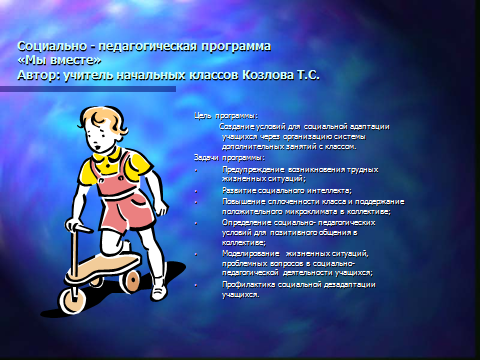 Социально - педагогическая программа
«Мы вместе»
Автор: учитель начальных классов Козлова Т.С.
Цель программы:
Создание условий для социальной адаптации
учащихся через организацию системы
дополнительных занятий с классом.
Задачи программы:
- Предупреждение возникновения трудных
жизненных ситуаций;
- Развитие социального интеллекта;
- Повышение сплоченности класса и поддержание
положительного микроклимата в коллективе;
- Определение социально- педагогических
условий для позитивного общения в
коллективе;
- Моделирование жизненных ситуаций,
проблемных вопросов в социально-
педагогической деятельности учащихся;
- Профилактика социальной дезадаптации
учащихся.